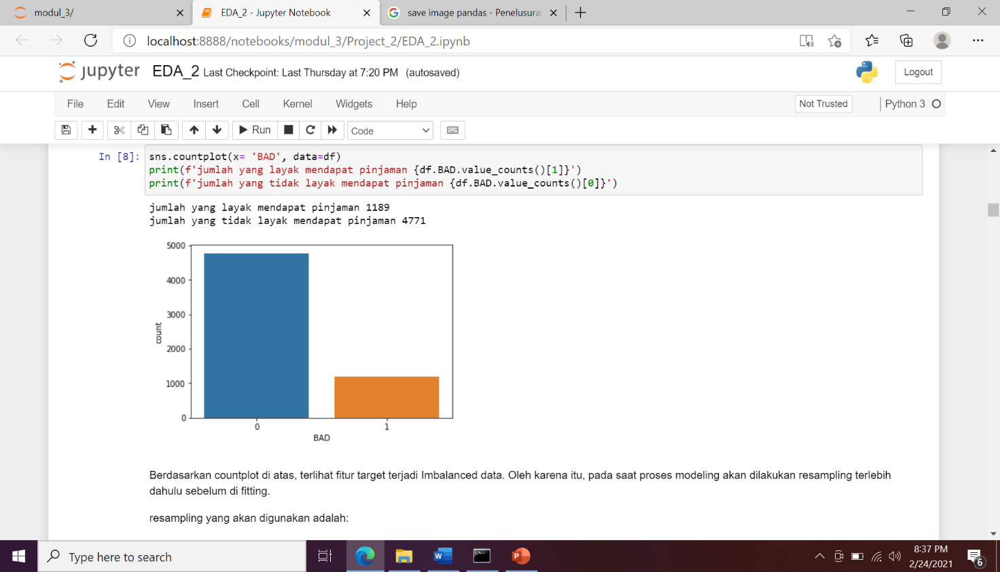 modul_3/
EDA_2 - Jupyter Notebook
save image pandas - Penelusura
localhost:8888/notebooks/modul_3/Project_2/EDA_2.ipynb
jupyter EDA_2 Last Checkpoint: Last Thursday at 7:20 PM (autosaved)
Logout
File Edit View Insert Cell Kernel Widgets Help
Not Trusted
Python 3
Run
Code
In [8]: sns.countplot(x= 'BAD', data=df)
print(f'jumlah yang layak mendapat pinjaman {df.BAD.value_counts()[1]}')
print(f'jumlah yang tidak layak mendapat pinjaman {df.BAD.value_counts()[0]}')
jumlah yang layak mendapat pinjaman 1189
jumlah yang tidak layak mendapat pinjaman 4771
5000
4000
3000
2000
1000
0
count
0 1
BAD
Berdasarkan countplot di atas, terlihat fitur target terjadi Imbalanced data. Oleh karena itu, pada saat proses modeling akan dilakukan resampling terlebih
dahulu sebelum di fitting.
resampling yang akan digunakan adalah:
Type here to search
8:37 PM
2/24/2021
6